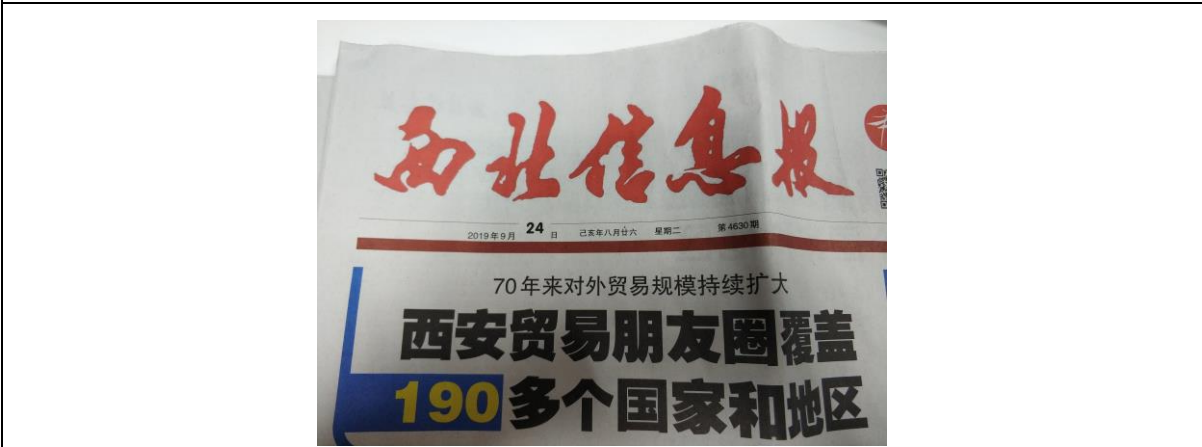 西北信息报
2019年9月 24 日 己亥年八月廿六 星期二 第4630期
70年来对外贸易规模持续扩大
西安贸易朋友圈覆盖
190多个国家和地区